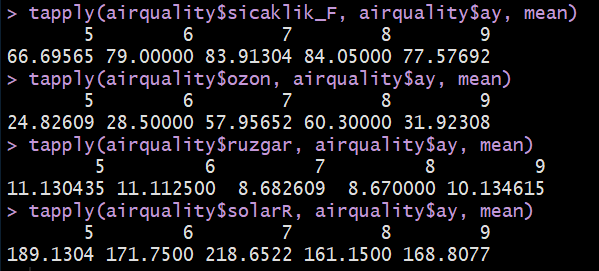 > tapply(airquality$sicaklik_F, airquality$ay, mean)
5 6 7 8 9
66.69565 79.00000 83.91304 84.05000 77.57692
> tapply(airquality$ozon, airquality$ay, mean)
5 6 7 8 9
24.82609 28.50000 57.95652 60.30000 31.92308
> tapply(airquality$ruzgar, airquality$ay, mean)
5 6 7 8 9
11.130435 11.112500 8.682609 8.670000 10.134615
> tapply(airquality$solarR, airquality$ay, mean)
5 6 7 8 9
189.1304 171.7500 218.6522 161.1500 168.8077